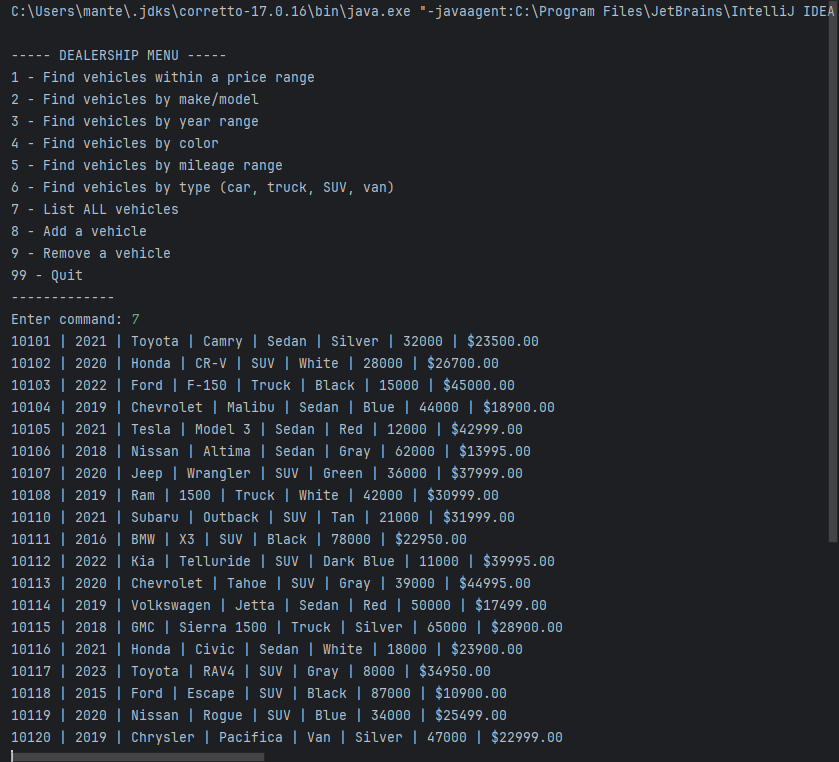 C:\Users\mante\.jdks\corretto-17.0.16\bin\java.exe "-javaagent:C:\Program Files\JetBrains\IntelliJ IDEA
----- DEALERSHIP MENU -----
1 - Find vehicles within a price range
2 - Find vehicles by make/model
3 - Find vehicles by year range
4 - Find vehicles by color
5 - Find vehicles by mileage range
6 - Find vehicles by type (car, truck, SUV, van)
7 - List ALL vehicles
8 - Add a vehicle
9 - Remove a vehicle
99 - Quit
-------------
Enter command: 7
10101 | 2021 | Toyota | Camry | Sedan | Silver | 32000 | $23500.00
10102 | 2020 | Honda | CR-V | SUV | White | 28000 | $26700.00
10103 | 2022 | Ford | F-150 | Truck | Black | 15000 | $45000.00
10104 | 2019 | Chevrolet | Malibu | Sedan | Blue | 44000 | $18900.00
10105 | 2021 | Tesla | Model 3 | Sedan | Red | 12000 | $42999.00
10106 | 2018 | Nissan | Altima | Sedan | Gray | 62000 | $13995.00
10107 | 2020 | Jeep | Wrangler | SUV | Green | 36000 | $37999.00
10108 | 2019 | Ram | 1500 | Truck | White | 42000 | $30999.00
10110 | 2021 | Subaru | Outback | SUV | Tan | 21000 | $31999.00
10111 | 2016 | BMW | X3 | SUV | Black | 78000 | $22950.00
10112 | 2022 | Kia | Telluride | SUV | Dark Blue | 11000 | $39995.00
10113 | 2020 | Chevrolet | Tahoe | SUV | Gray | 39000 | $44995.00
10114 | 2019 | Volkswagen | Jetta | Sedan | Red | 50000 | $17499.00
10115 | 2018 | GMC | Sierra 1500 | Truck | Silver | 65000 | $28900.00
10116 | 2021 | Honda | Civic | Sedan | White | 18000 | $23900.00
10117 | 2023 | Toyota | RAV4 | SUV | Gray | 8000 | $34950.00
10118 | 2015 | Ford | Escape | SUV | Black | 87000 | $10900.00
10119 | 2020 | Nissan | Rogue | SUV | Blue | 34000 | $25499.00
10120 | 2019 | Chrysler | Pacifica | Van | Silver | 47000 | $22999.00